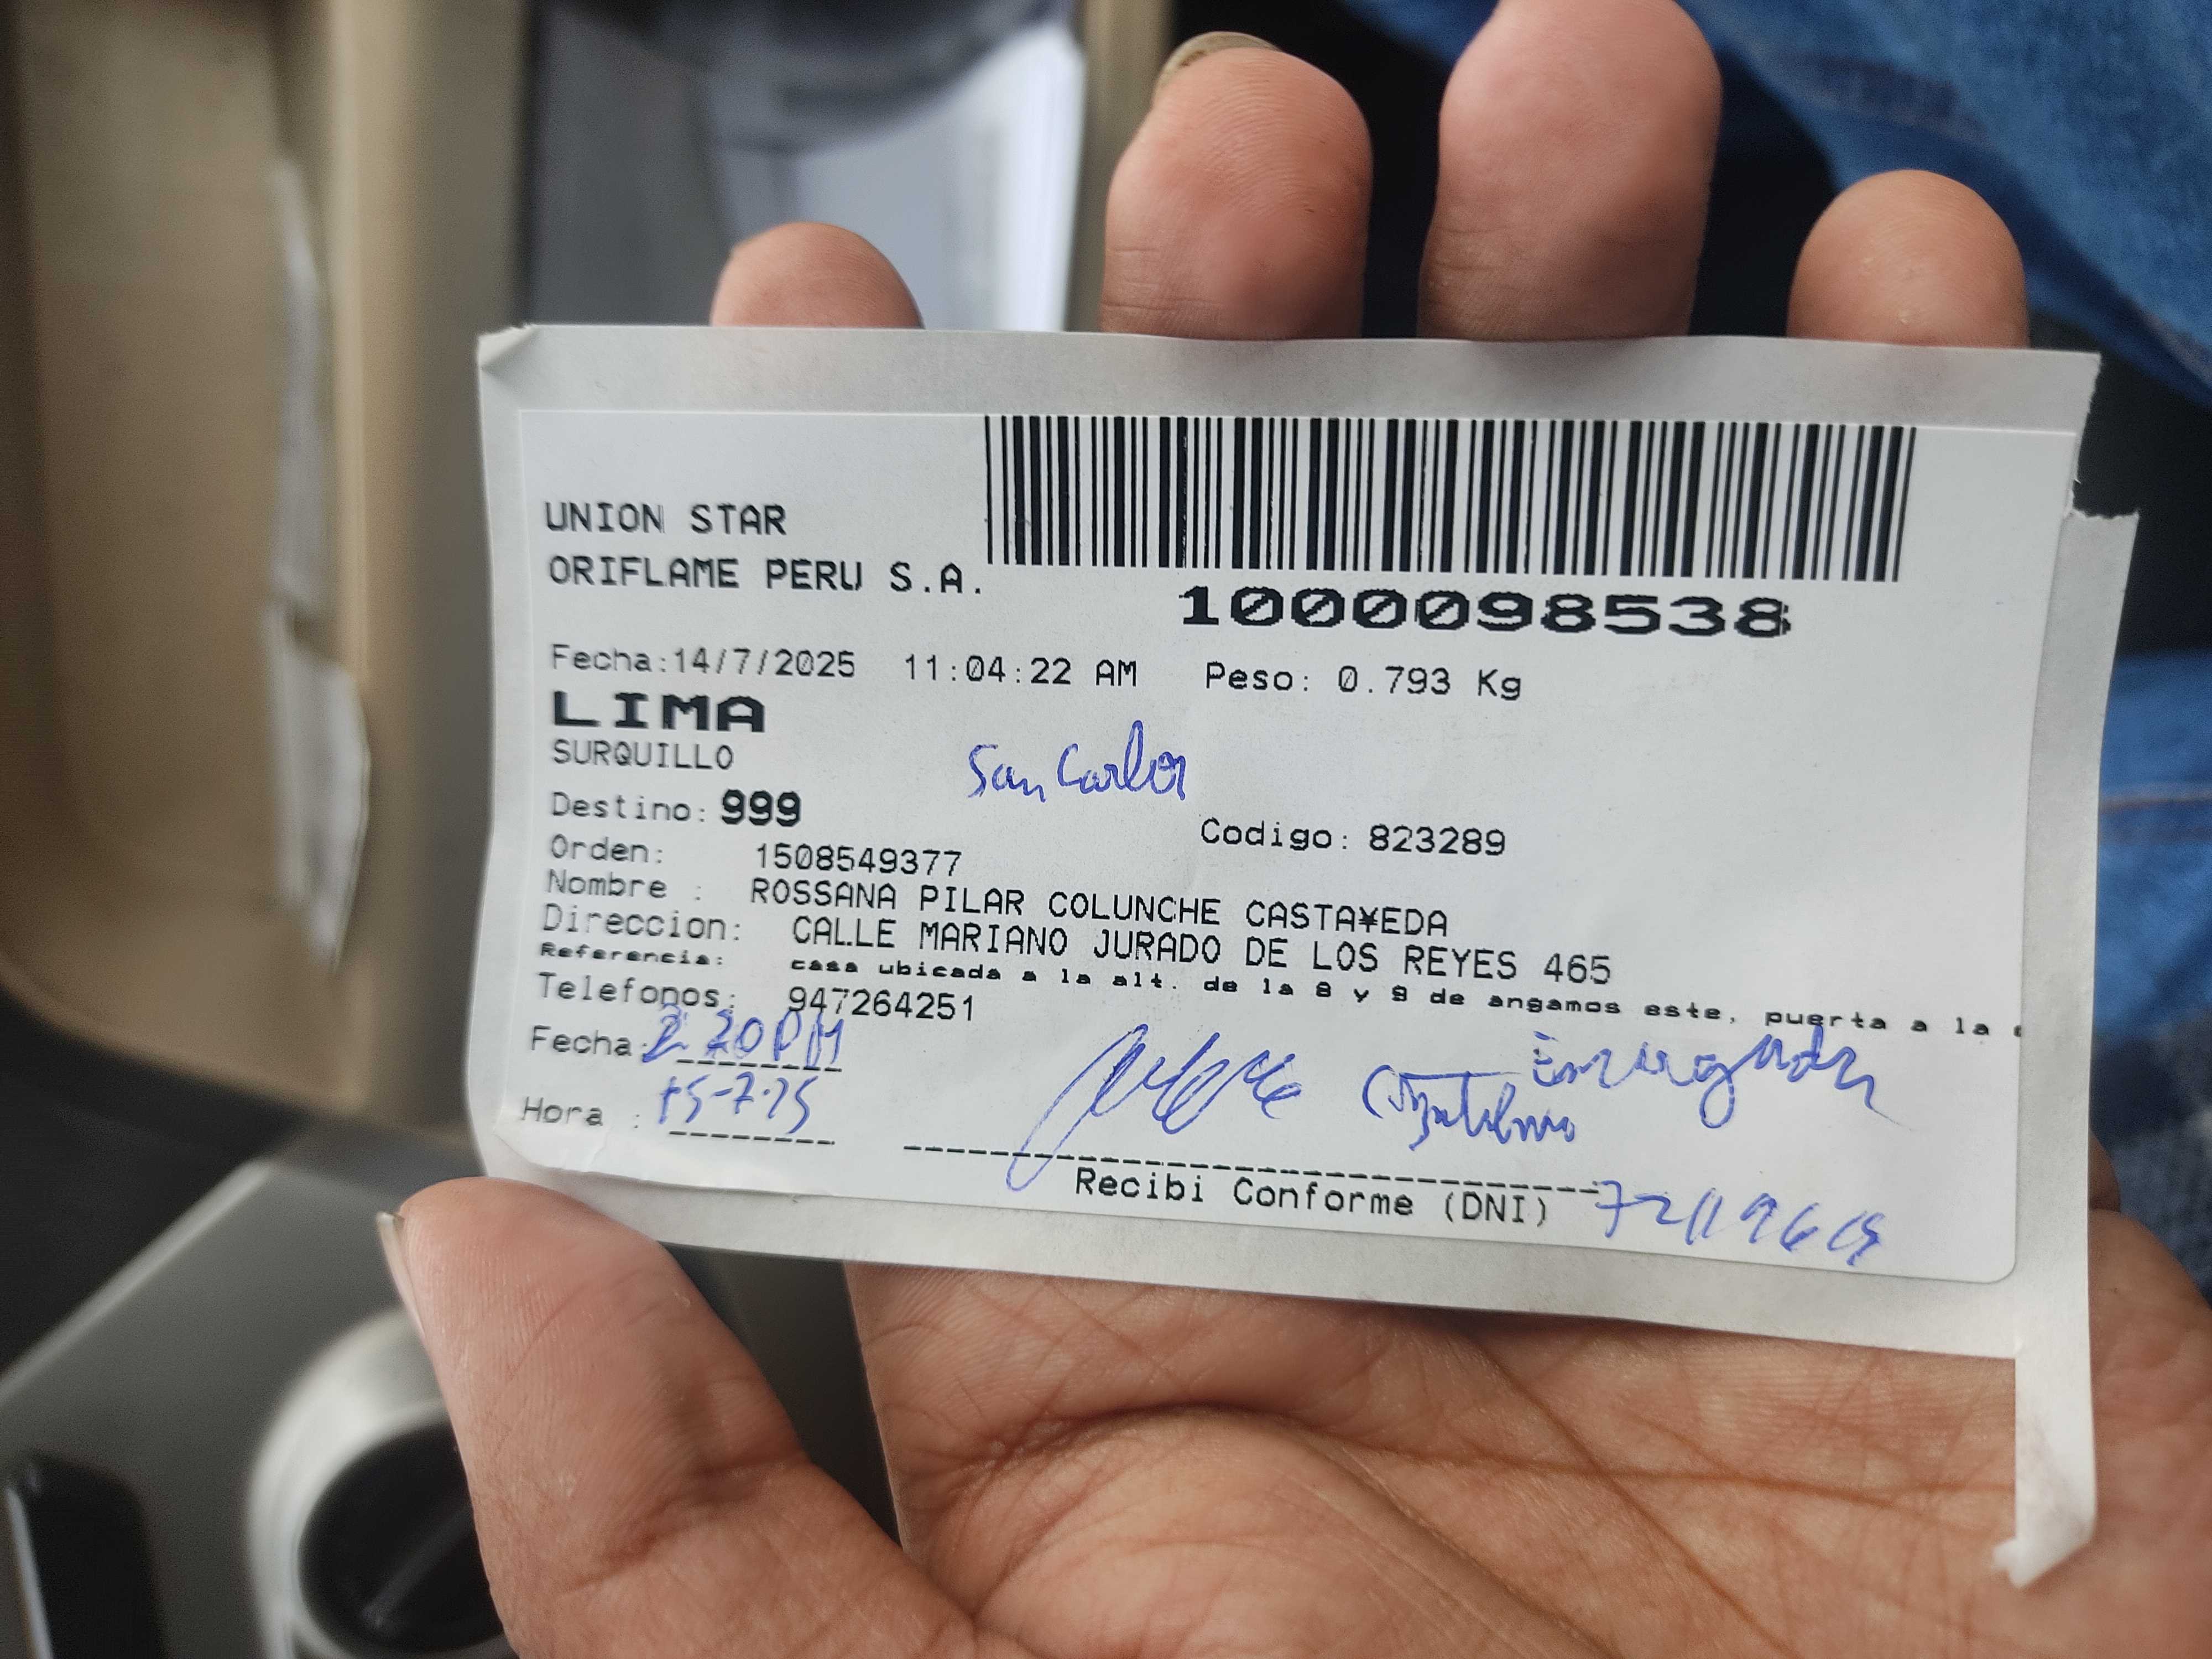 UNION STAR
ORIFLAME PERU S.A.
1000098538
Fecha:14/7/2025 11:04:22 AM Peso: 0.793 Kg
LIMA
SURQUILLO
San Carlos
Destino: 999
Codigo: 823289
Orden: 1508549377
Nombre : ROSSANA PILAR COLUNCHE CASTA¥EDA
Direccion: CALLE MARIANO JURADO DE LOS REYES 465
Referencia: casa ubicada a la alt. de la 8 y 9 de angamos este, puerta a la
Telefonos: 947264251
Fecha: 2 20 PM
Hora : 15-7-25
Recibi Conforme (DNI)